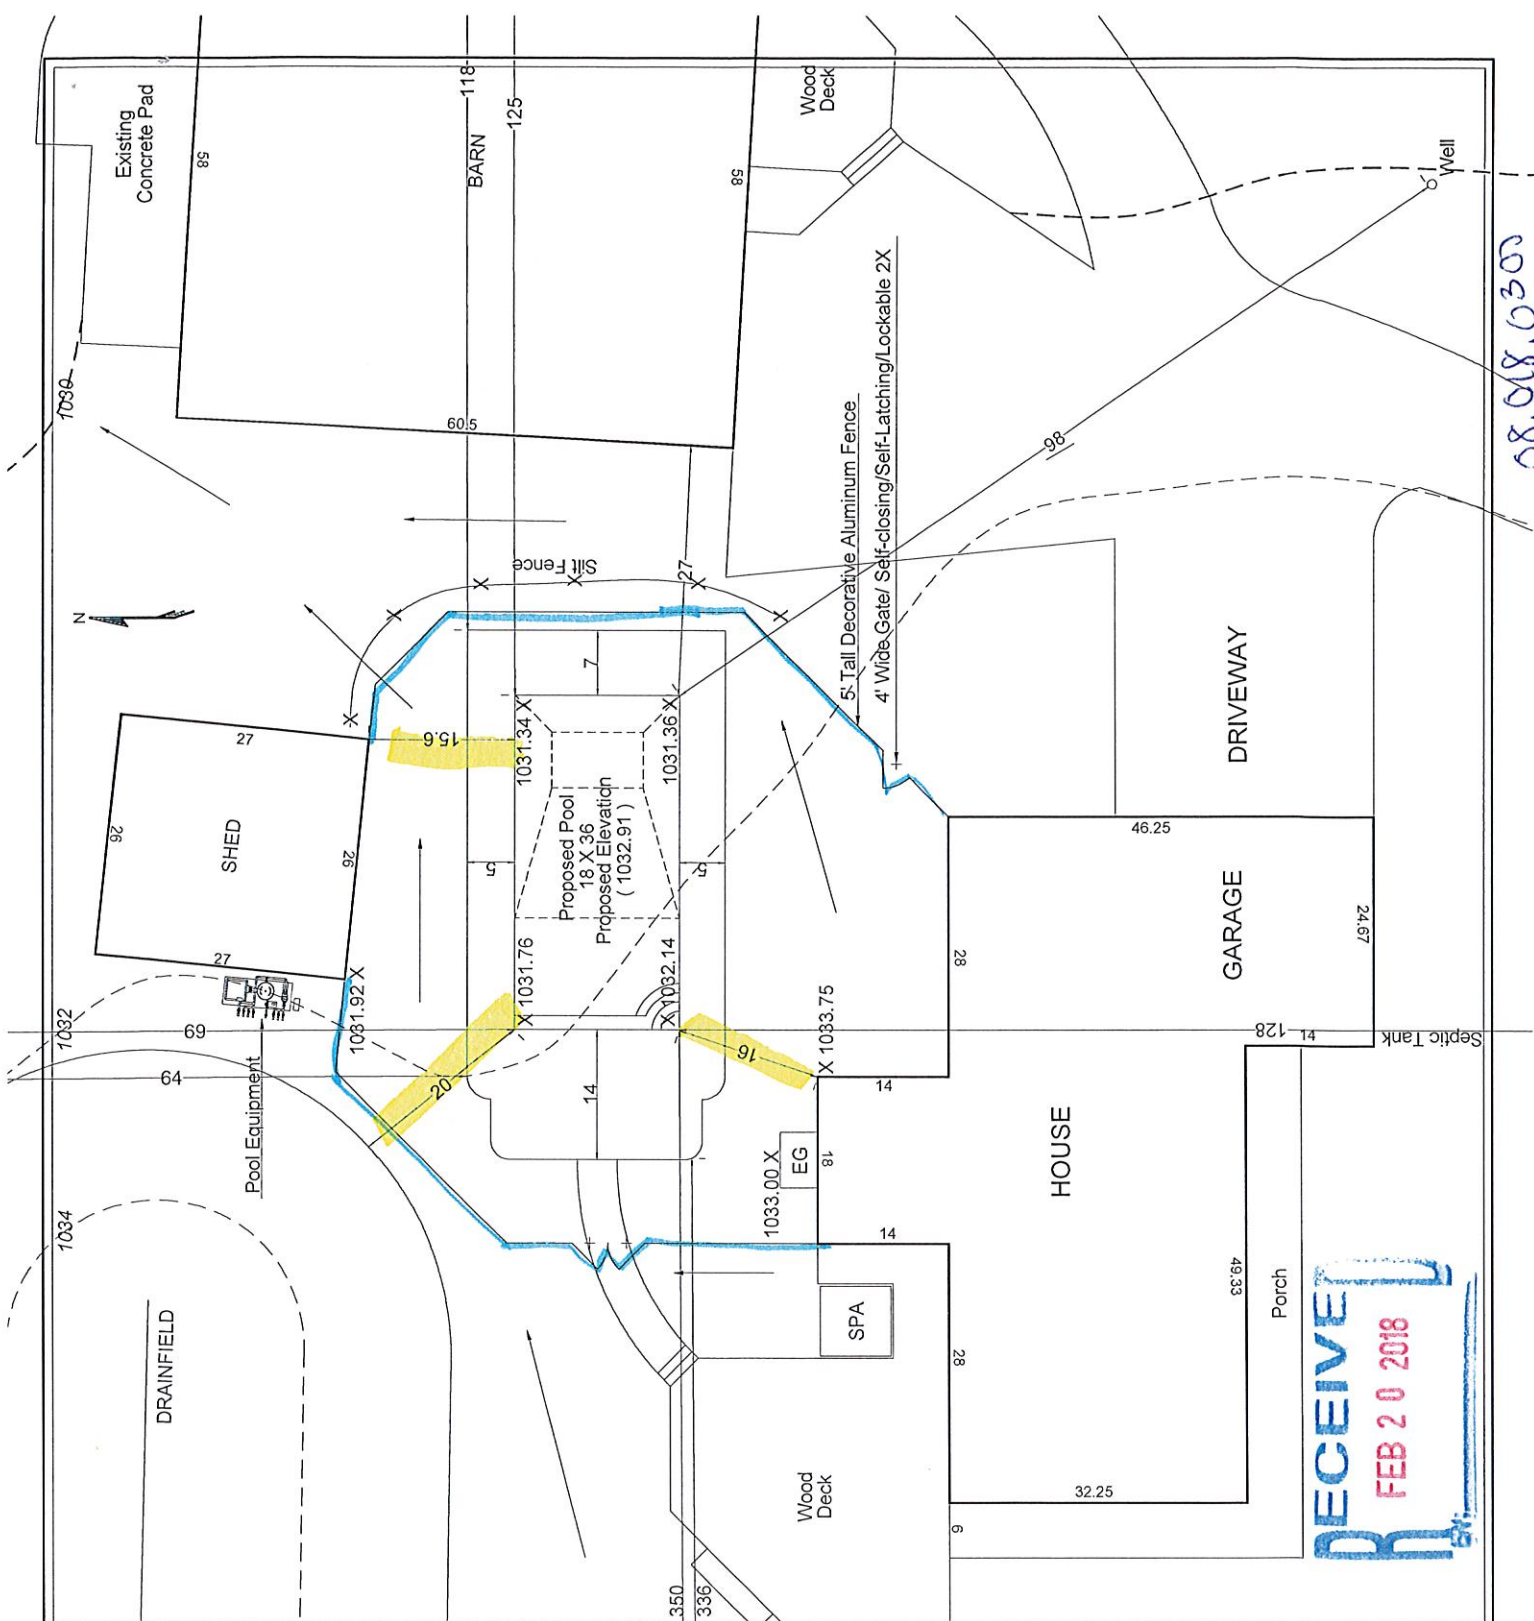 Existing
Concrete Pad
58
118
125
BARN
58
Wood
Deck
Well
08.018.0300
1030
60.5
98
5' Tall Decorative Aluminum Fence
4' Wide Gate/ Self-closing/Self-Latching/Lockable 2X
Silt Fence
27
N
7
15.6
1031.34 X
1031.36 X
DRIVEWAY
27
26
SHED
26
27
5
Proposed Pool
18 X 36
Proposed Elevation
( 1032.91 )
5
46.25
GARAGE
24.67
28
1031.92 X
X 1031.76
X 1032.14
X 1033.75
1032
69
64
128
14
Septic Tank
Pool Equipment
20
16
14
14
HOUSE
EG
18
1033.00 X
1034
14
SPA
49.33
Porch
28
DRAINFIELD
Wood
Deck
32.25
6
350
336
RECEIVED
FEB 20 2018
BY: